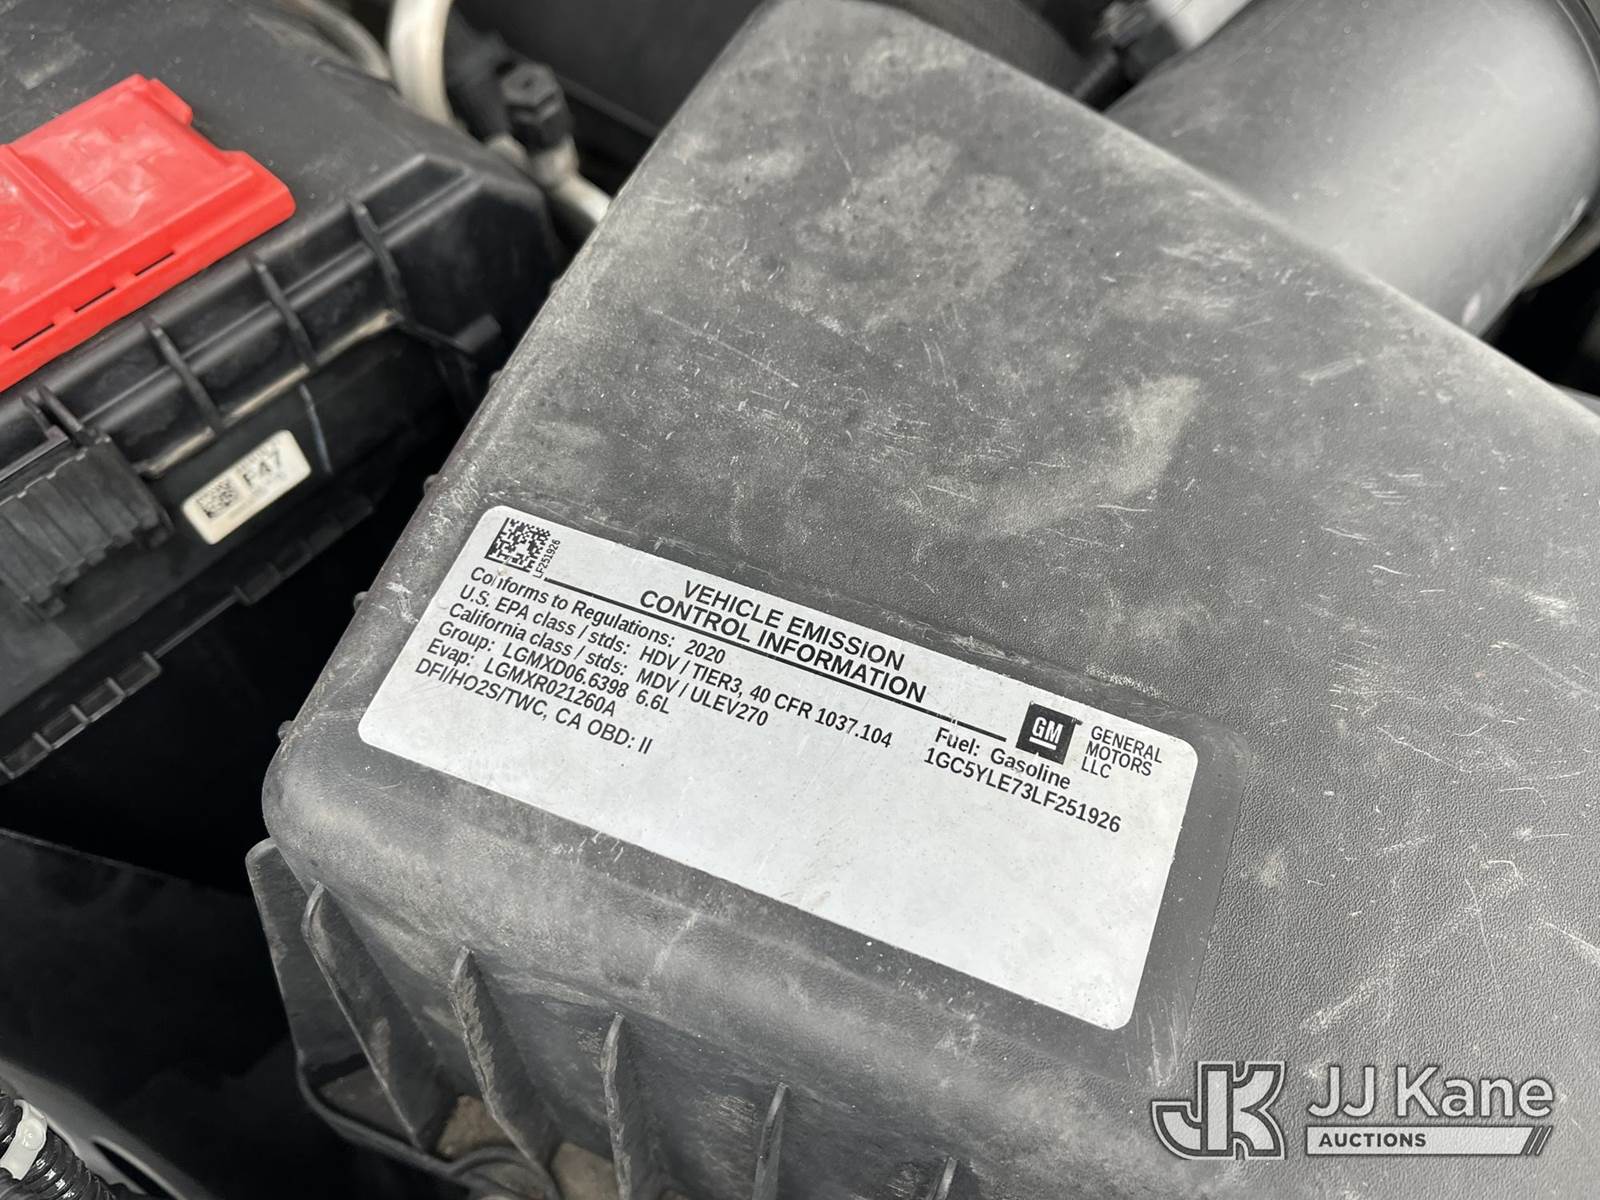 F47
LF251926
VEHICLE EMISSION
CONTROL INFORMATION
Conforms to Regulations: 2020
U.S. EPA class / stds: HDV / TIER3, 40 CFR 1037.104
California class / stds: MDV / ULEV270
Group: LGMXD06.6398 6.6L
Evap: LGMXR021260A
DFI/HO2S/TWC, CA OBD: II
Fuel: Gasoline
1GC5YLE73LF251926
GM
GENERAL
MOTORS
LLC
JK
JJ Kane
AUCTIONS